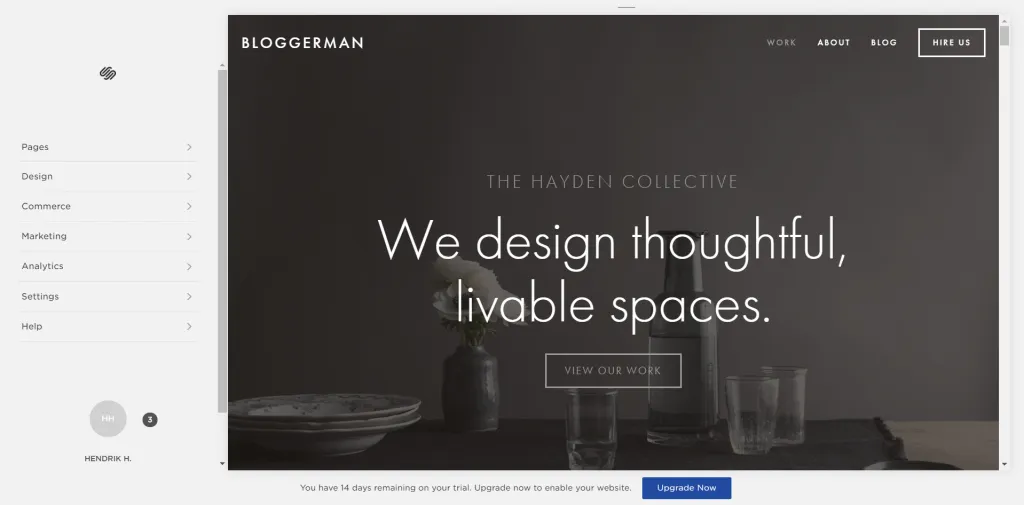 Pages
Design
Commerce
Marketing
Analytics
Settings
Help
HH
3
HENDRIK H.
BLOGGERMAN
WORK ABOUT BLOG HIRE US
THE HAYDEN COLLECTIVE
We design thoughtful,
livable spaces.
VIEW OUR WORK
You have 14 days remaining on your trial. Upgrade now to enable your website. Upgrade Now